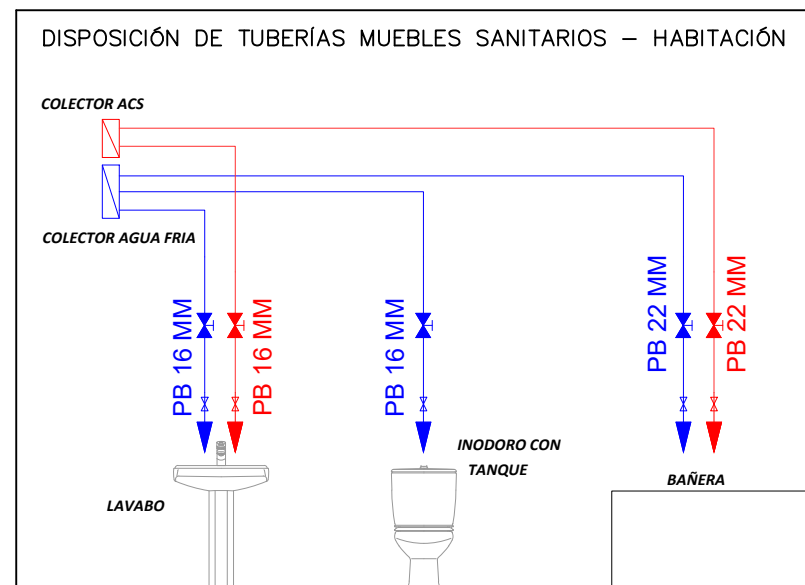 DISPOSICIÓN DE TUBERÍAS MUEBLES SANITARIOS – HABITACIÓN
COLECTOR ACS
COLECTOR AGUA FRIA
PB 16 MM
PB 16 MM
PB 16 MM
PB 22 MM
PB 22 MM
INODORO CON
TANQUE
LAVABO
BAÑERA